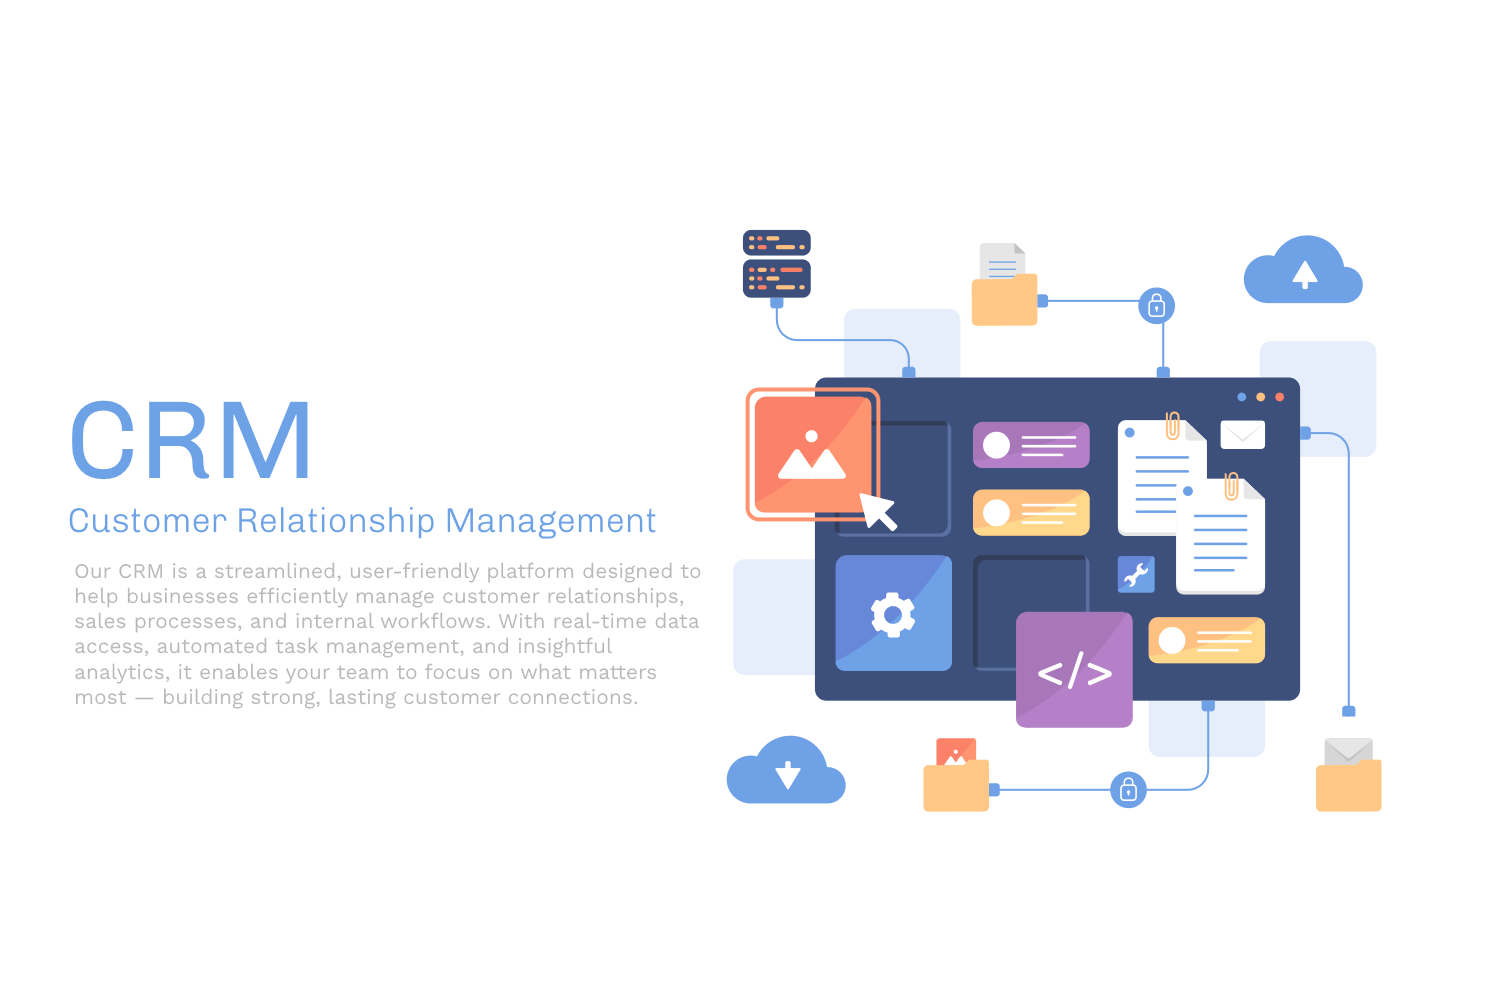 CRM
Customer Relationship Management
Our CRM is a streamlined, user-friendly platform designed to
help businesses efficiently manage customer relationships,
sales processes, and internal workflows. With real-time data
access, automated task management, and insightful
analytics, it enables your team to focus on what matters
most — building strong, lasting customer connections.
</>